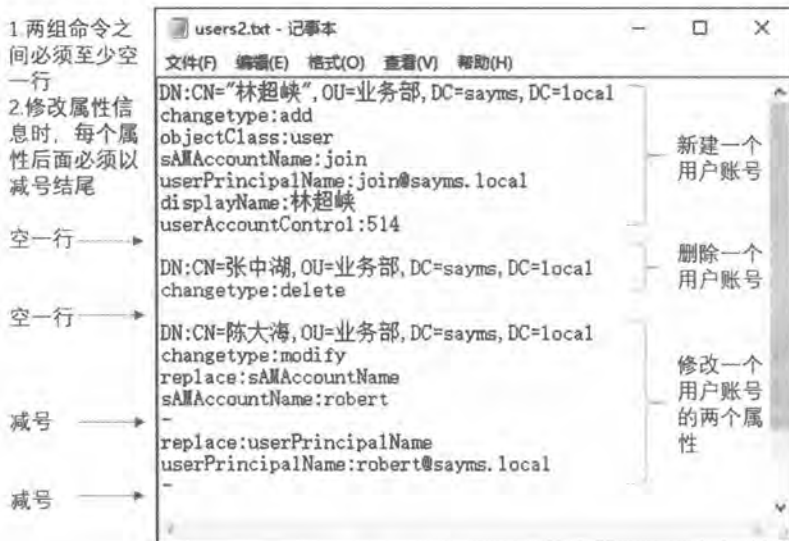 1.两组命令之
间必须至少空
一行
2.修改属性信
息时，每个属
性后面必须以
减号结尾
空一行
空一行
减号
减号
users2.txt - 记事本
文件(F) 编辑(E) 格式(O) 查看(V) 帮助(H)
DN:CN="林超峡",OU=业务部,DC=sayms,DC=local
changetype:add
objectClass:user
sAMAccountName:join
userPrincipalName:join@sayms.local
displayName:林超峡
userAccountControl:514
DN:CN=张中湖,OU=业务部,DC=sayms,DC=local
changetype:delete
DN:CN=陈大海,OU=业务部,DC=sayms,DC=local
changetype:modify
replace:sAMAccountName
sAMAccountName:robert
-
replace:userPrincipalName
userPrincipalName:robert@sayms.local
-
新建一个
用户账号
删除一个
用户账号
修改一个
用户账号
的两个属
性